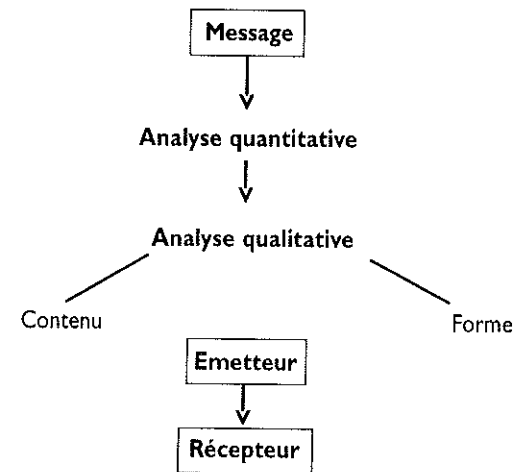 Message
Analyse quantitative
Analyse qualitative
Contenu
Forme
Emetteur
Récepteur